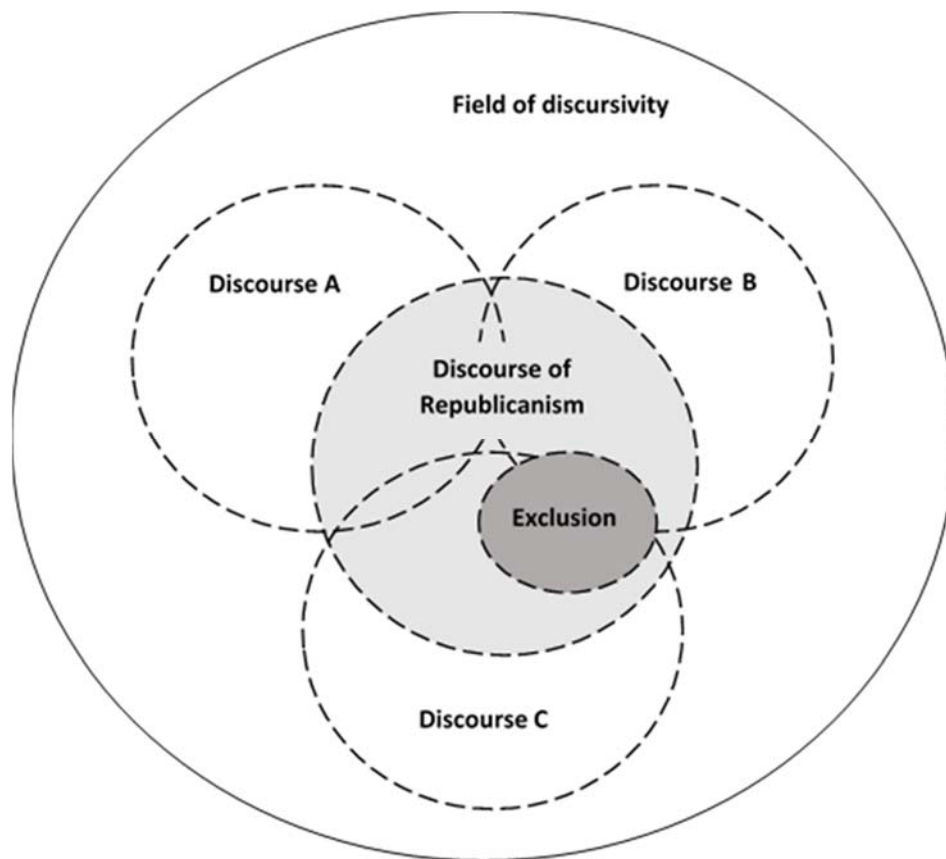 Field of discursivity
Discourse A
Discourse B
Discourse of
Republicanism
Exclusion
Discourse C